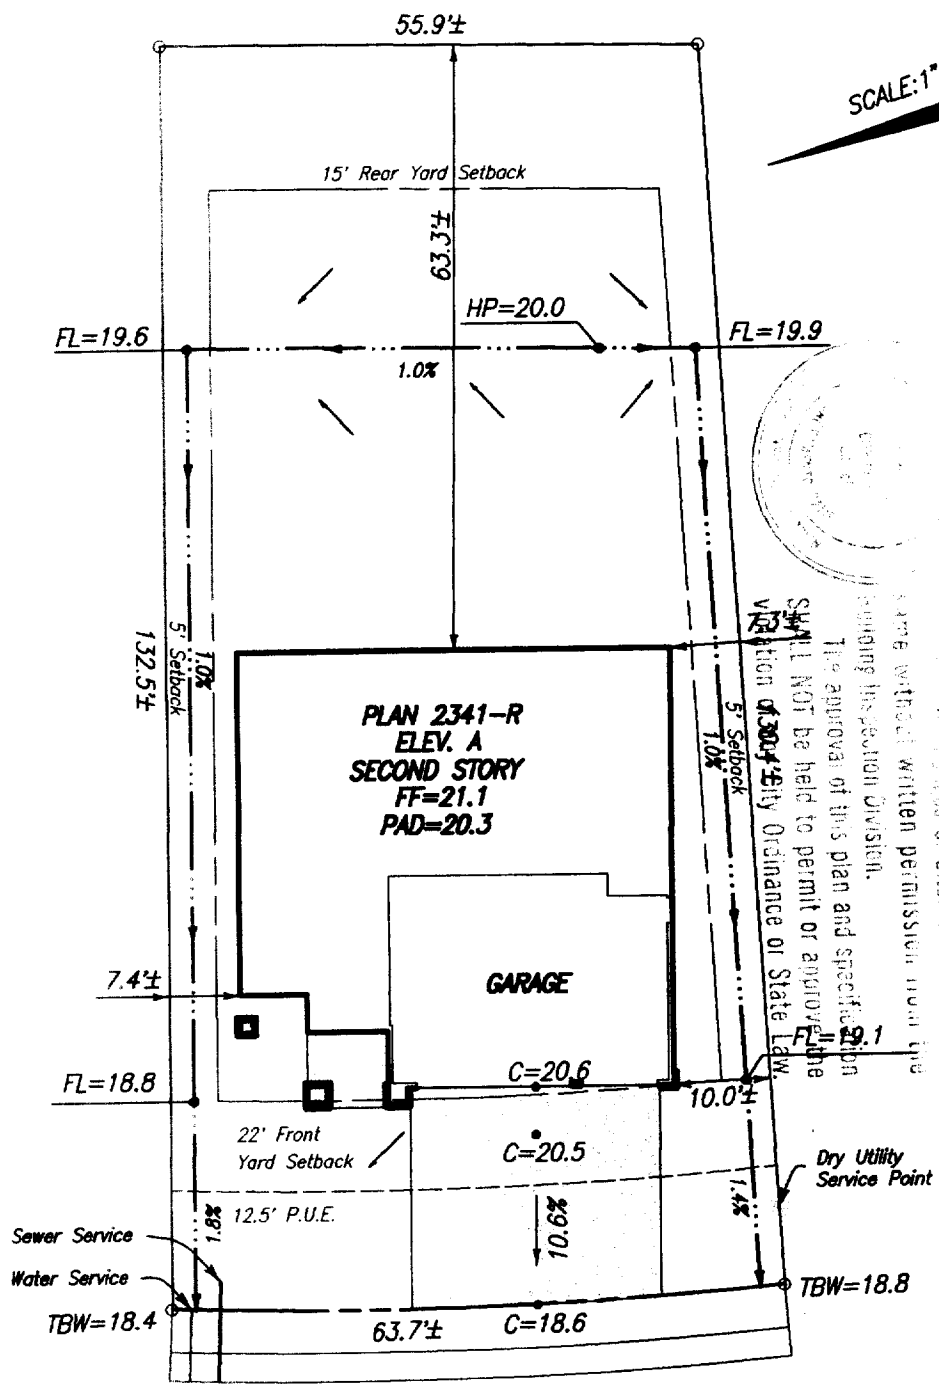 55.9'±
SCALE: 1"
15' Rear Yard Setback
63.3'±
HP=20.0
FL=19.6
FL=19.9
1.0%
132.5'±
5' Setback
1.0%
7.3'±
5' Setback
1.0%
PLAN 2341-R
ELEV. A
SECOND STORY
FF=21.1
PAD=20.3
same without written permission from the
Inspection Division.
The approval of this plan and specification
SHALL NOT be held to permit or approve the
violation of City Ordinance or State Law.
GARAGE
7.4'±
FL=19.1
C=20.6
FL=18.8
10.0'±
22' Front
Yard Setback
C=20.5
Dry Utility
Service Point
12.5' P.U.E.
1.8%
10.6%
1.4%
Sewer Service
Water Service
TBW=18.4
63.7'±
C=18.6
TBW=18.8